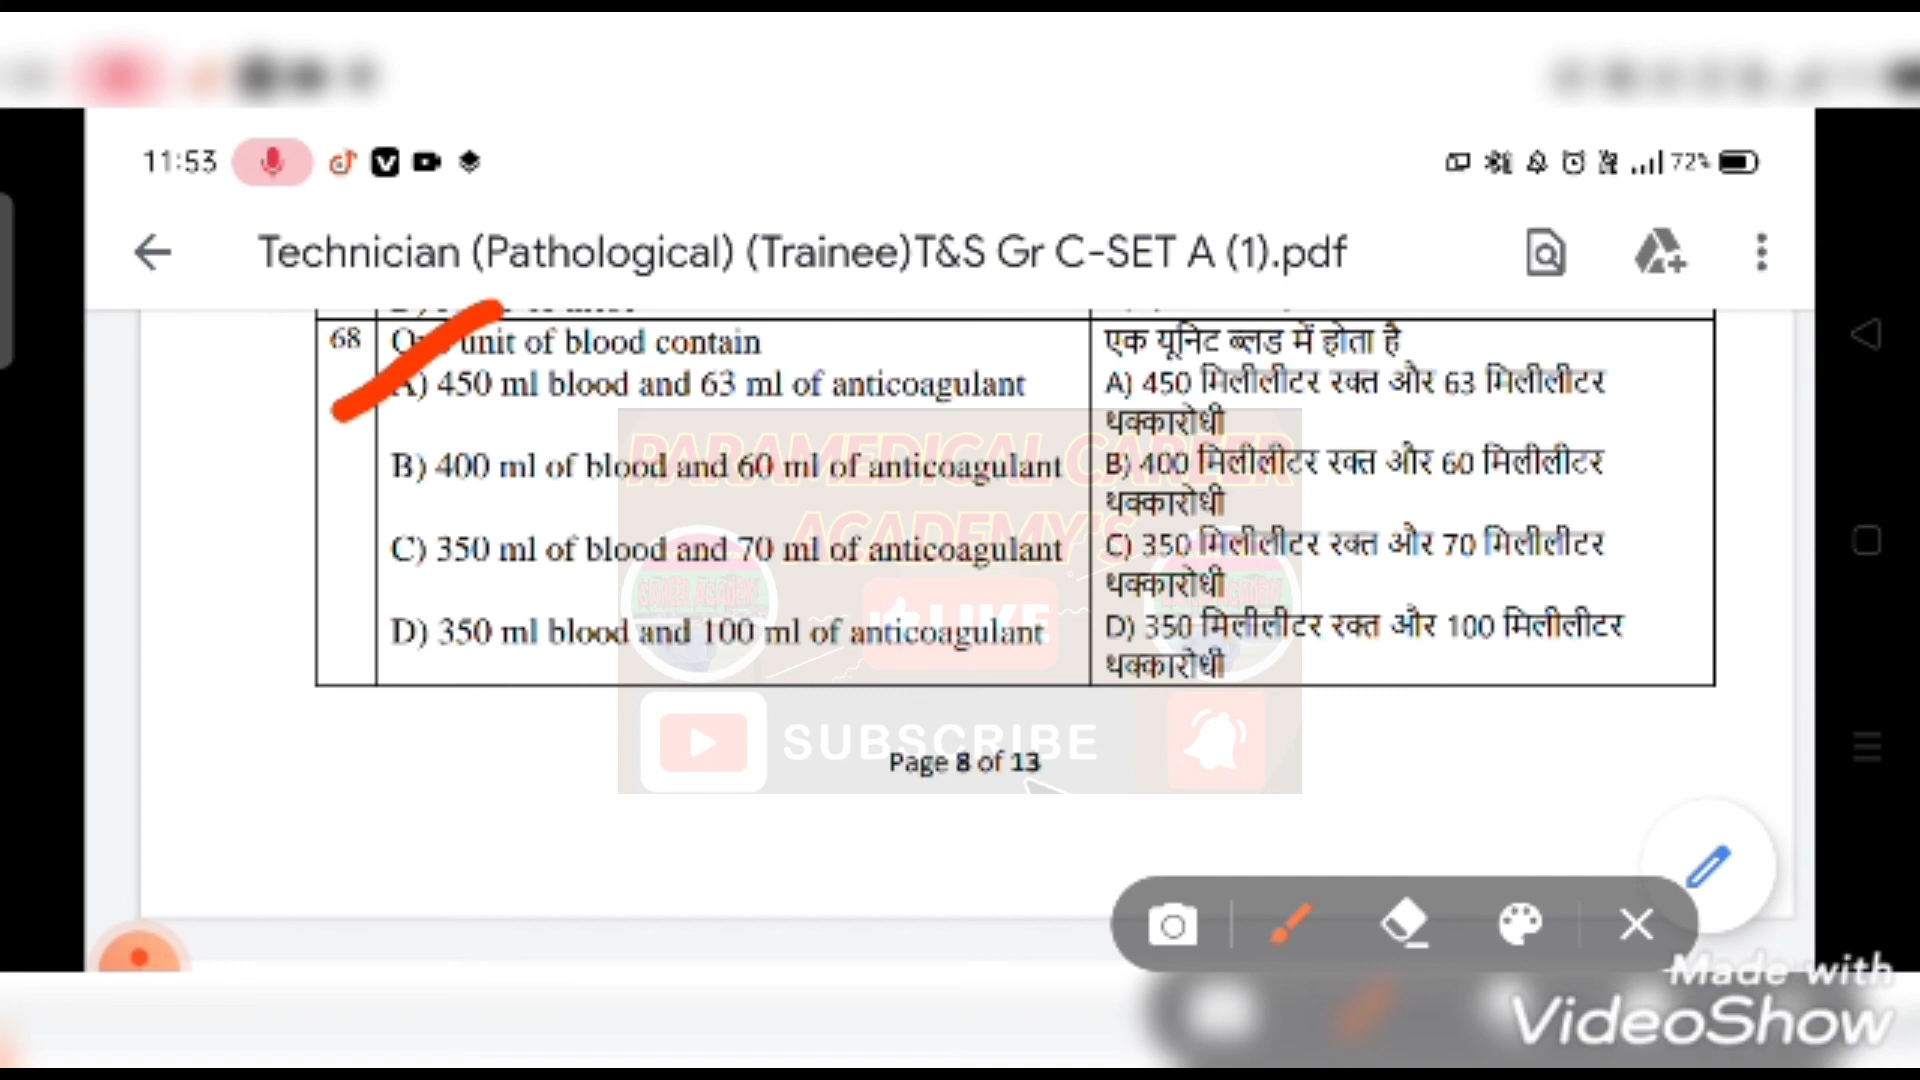 11:53
72%
Technician (Pathological) (Trainee)T&S Gr C-SET A (1).pdf
68
unit of blood contain
A) 450 ml blood and 63 ml of anticoagulant
B) 400 ml of blood and 60 ml of anticoagulant
C) 350 ml of blood and 70 ml of anticoagulant
D) 350 ml blood and 100 ml of anticoagulant
एक यूनिट ब्लड में होता है
A) 450 मिलीलीटर रक्त और 63 मिलीलीटर
थक्कारोधी
B) 400 मिलीलीटर रक्त और 60 मिलीलीटर
थक्कारोधी
C) 350 मिलीलीटर रक्त और 70 मिलीलीटर
थक्कारोधी
D) 350 मिलीलीटर रक्त और 100 मिलीलीटर
थक्कारोधी
PARAMEDICAL CAREER
ACADEMY'S
LIKE
SUBSCRIBE
Page 8 of 13
Made with
VideoShow